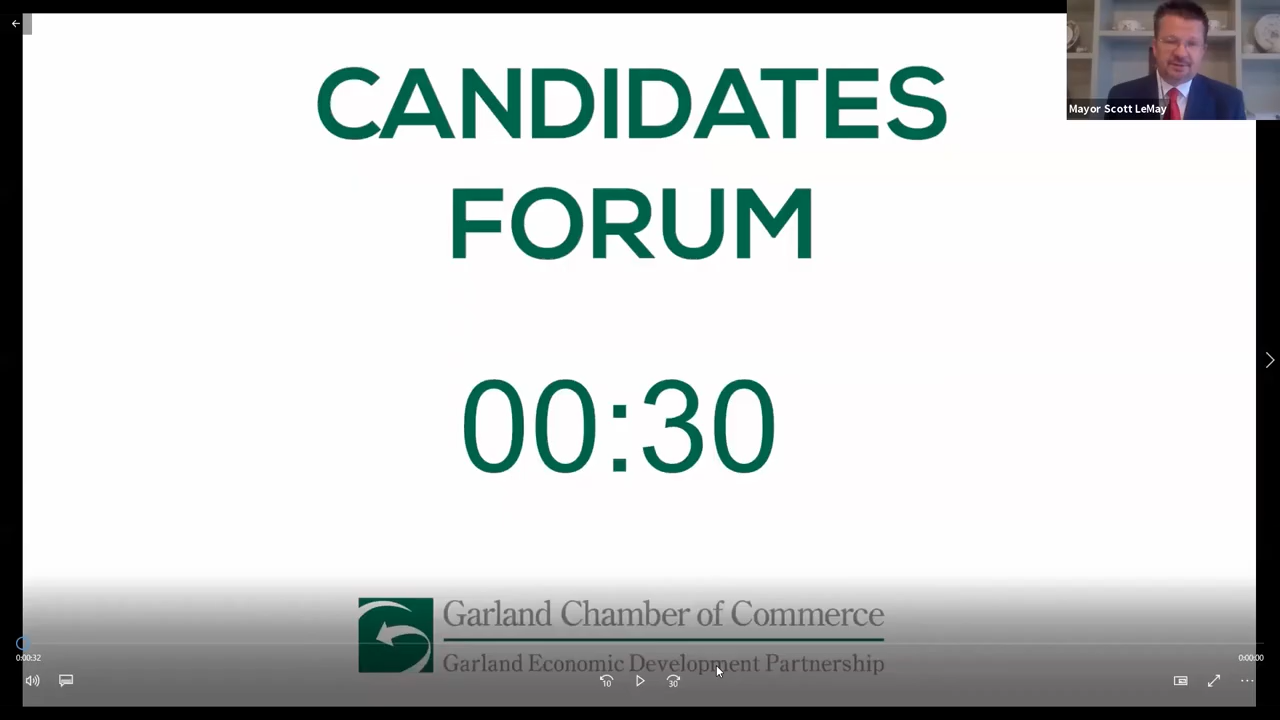 CANDIDATES
FORUM
Mayor Scott LeMay
00:30
Garland Chamber of Commerce
Garland Economic Development Partnership
0:00:32
0:00:00
10
30